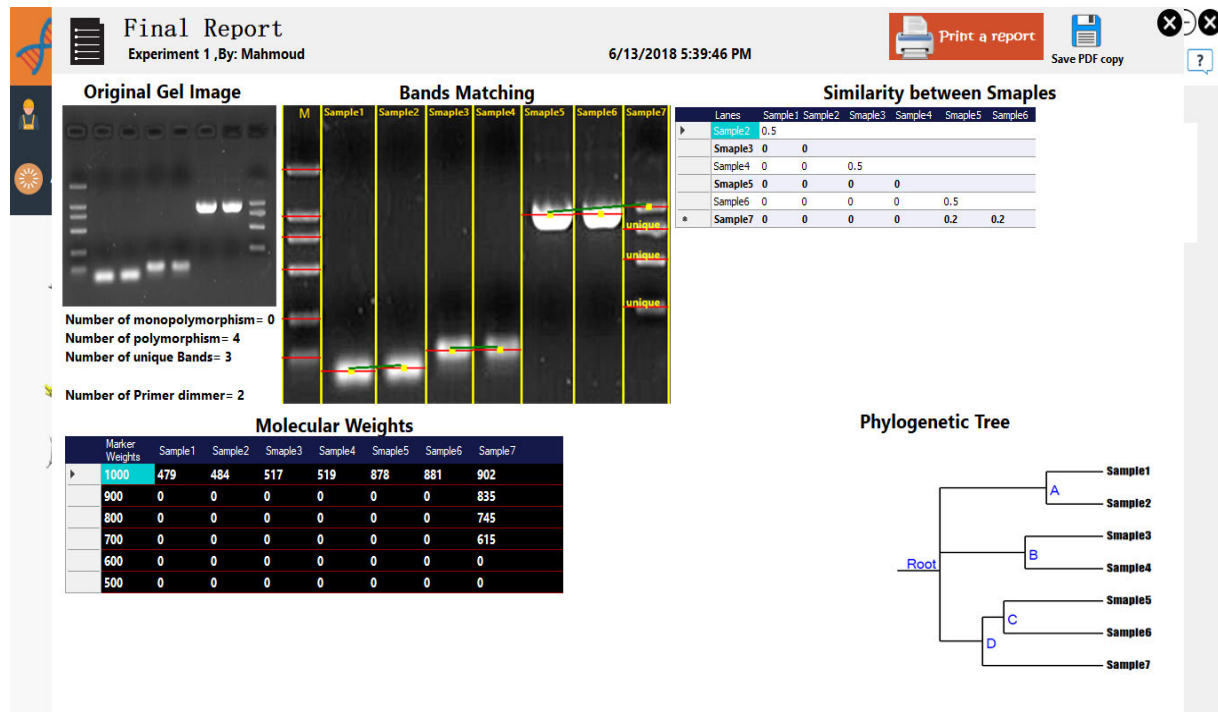 Final Report
Experiment 1 ,By: Mahmoud
6/13/2018 5:39:46 PM
Print a report
Save PDF copy
?
Original Gel Image
Bands Matching
Similarity between Smaples
M Sample1 Sample2 Smaple3 Sample4 Smaple5 Sample6 Sample7
unique
unique
unique
Lanes Sample1 Sample2 Smaple3 Sample4 Smaple5 Sample6
Sample2 0.5
Smaple3 0 0
Sample4 0 0 0.5
Smaple5 0 0 0 0
Sample6 0 0 0 0 0.5
* Sample7 0 0 0 0 0.2 0.2
Number of monopolymorphism= 0
Number of polymorphism= 4
Number of unique Bands= 3
Number of Primer dimmer= 2
Molecular Weights
Marker Weights Sample1 Sample2 Smaple3 Sample4 Smaple5 Sample6 Sample7
1000 479 484 517 519 878 881 902
900 0 0 0 0 0 0 835
800 0 0 0 0 0 0 745
700 0 0 0 0 0 0 615
600 0 0 0 0 0 0 0
500 0 0 0 0 0 0 0
Phylogenetic Tree
Sample1
A
Sample2
Smaple3
B
Root
Sample4
Smaple5
C
Sample6
D
Sample7